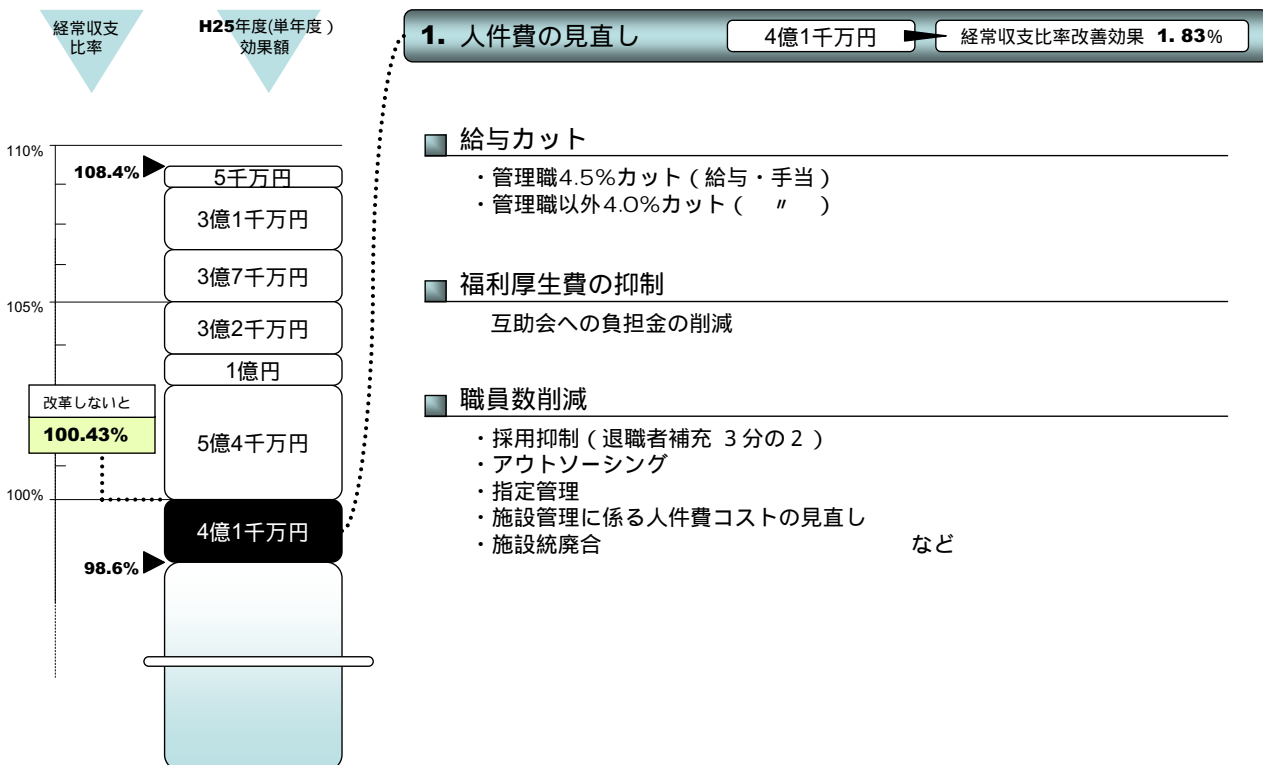 経常収支
比率
H25年度(単年度)
効果額
1. 人件費の見直し
4億1千万円
経常収支比率改善効果 1.83%
110%
108.4%
5千万円
3億1千万円
3億7千万円
105%
3億2千万円
1億円
改革しないと
100.43%
5億4千万円
100%
4億1千万円
98.6%
給与カット
・管理職4.5%カット(給与・手当)
・管理職以外4.0%カット( 〃 )
福利厚生費の抑制
互助会への負担金の削減
職員数削減
・採用抑制(退職者補充 3分の2)
・アウトソーシング
・指定管理
・施設管理に係る人件費コストの見直し
・施設統廃合 など